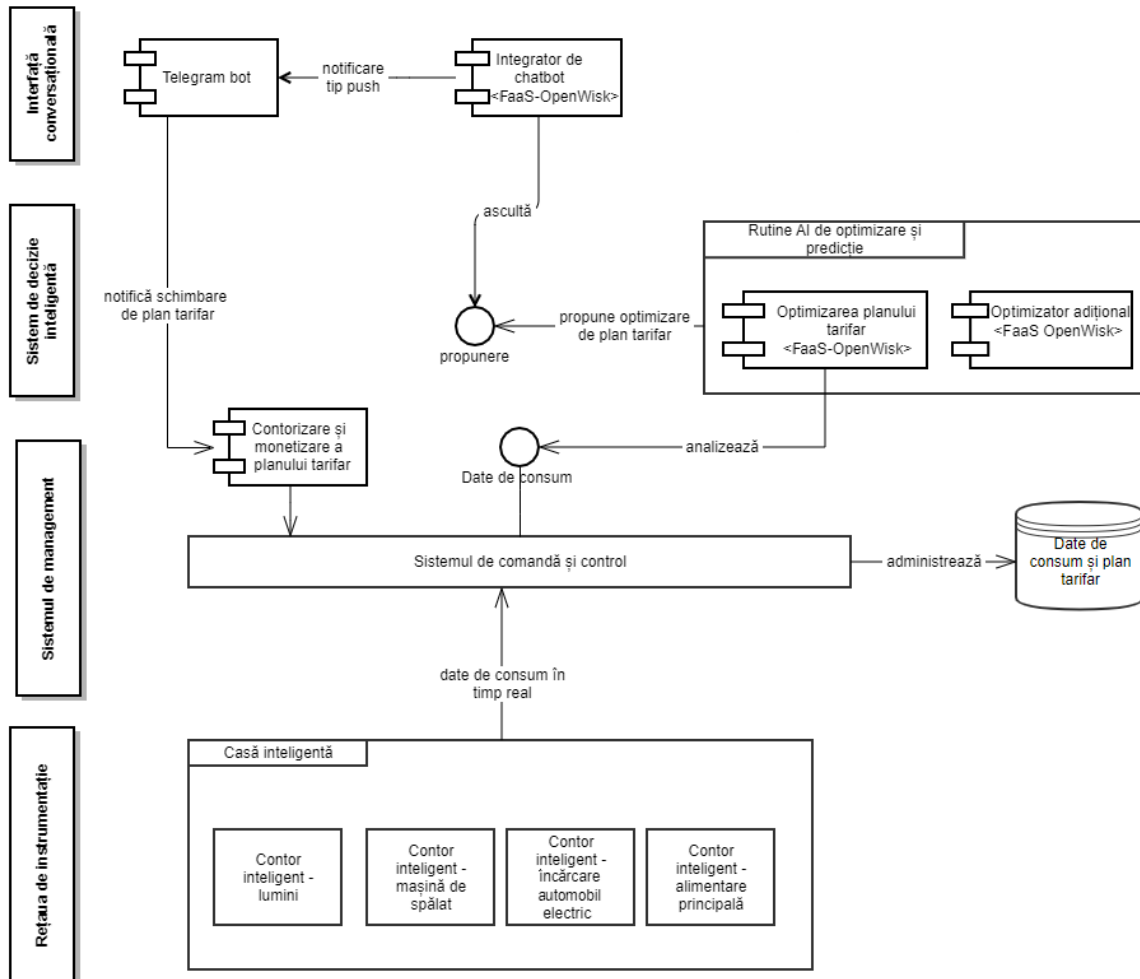 Interfață
conversațională
Telegram bot
notificare
tip push
Integrator de
chatbot
<FaaS-OpenWisk>
ascultă
Sistem de decizie
inteligentă
notifică schimbare
de plan tarifar
propunere
propune optimizare
de plan tarifar
Rutine AI de optimizare și
predicție
Optimizarea planului
tarifar
<FaaS-OpenWisk>
Optimizator adițional
<FaaS OpenWisk>
Sistemul de management
Contorizare și
monetizare a
planului tarifar
Date de consum
analizează
Sistemul de comandă și control
administrează
Date de
consum și plan
tarifar
date de consum în
timp real
Rețaua de instrumentație
Casă inteligentă
Contor
inteligent -
lumini
Contor
inteligent -
mașină de
spălat
Contor
inteligent -
încărcare
automobil
electric
Contor
inteligent -
alimentare
principală